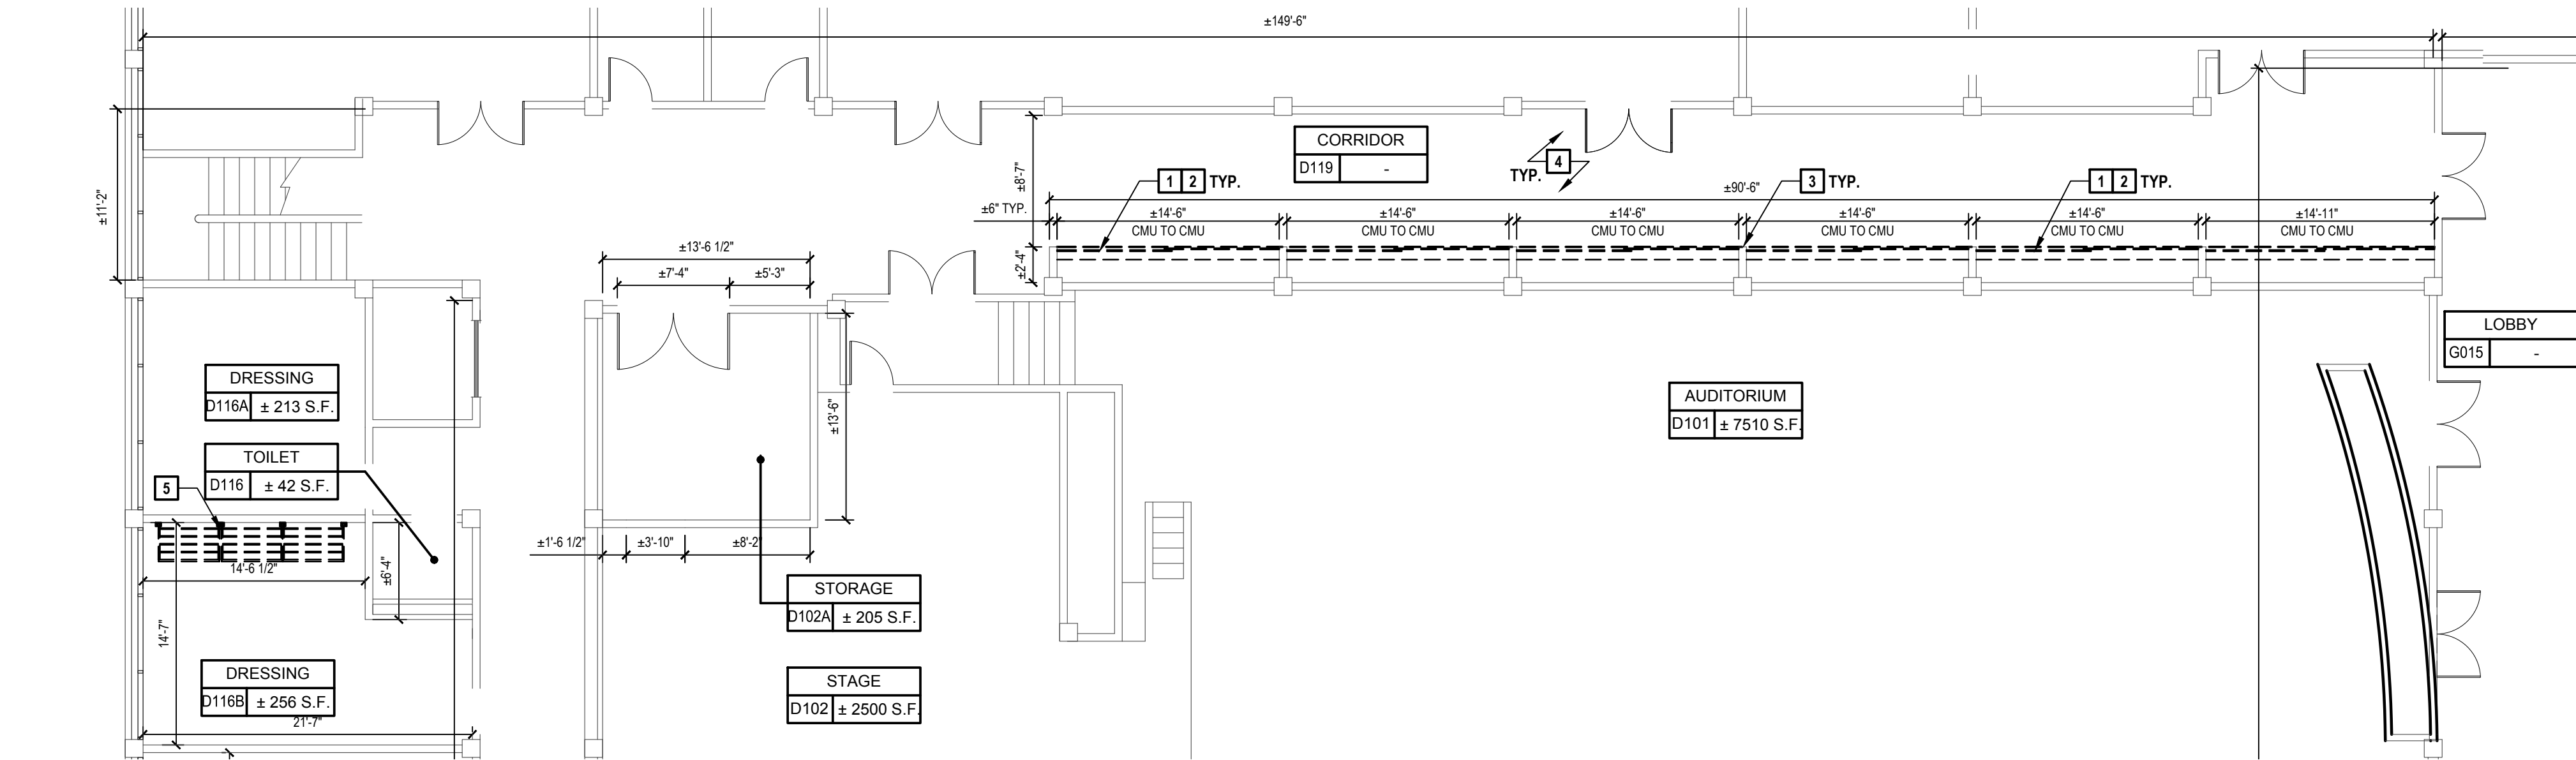 ±149'-6"
CORRIDOR
D119 -
4
TYP.
±11'-2"
±8'-7"
1 2 TYP.
3 TYP.
1 2 TYP.
±90'-6"
±6" TYP.
±14'-6"
CMU TO CMU
±14'-6"
CMU TO CMU
±14'-6"
CMU TO CMU
±14'-6"
CMU TO CMU
±14'-6"
CMU TO CMU
±14'-11"
CMU TO CMU
±2'-4"
±13'-6 1/2"
±7'-4"
±5'-3"
LOBBY
G015 -
DRESSING
D116A ± 213 S.F.
±13'-6"
AUDITORIUM
D101 ± 7510 S.F.
TOILET
D116 ± 42 S.F.
5
14'-6 1/2"
±6'-4"
±1'-6 1/2"
±3'-10"
±8'-2"
STORAGE
D102A ± 205 S.F.
14'-7"
DRESSING
D116B ± 256 S.F.
21'-7"
STAGE
D102 ± 2500 S.F.